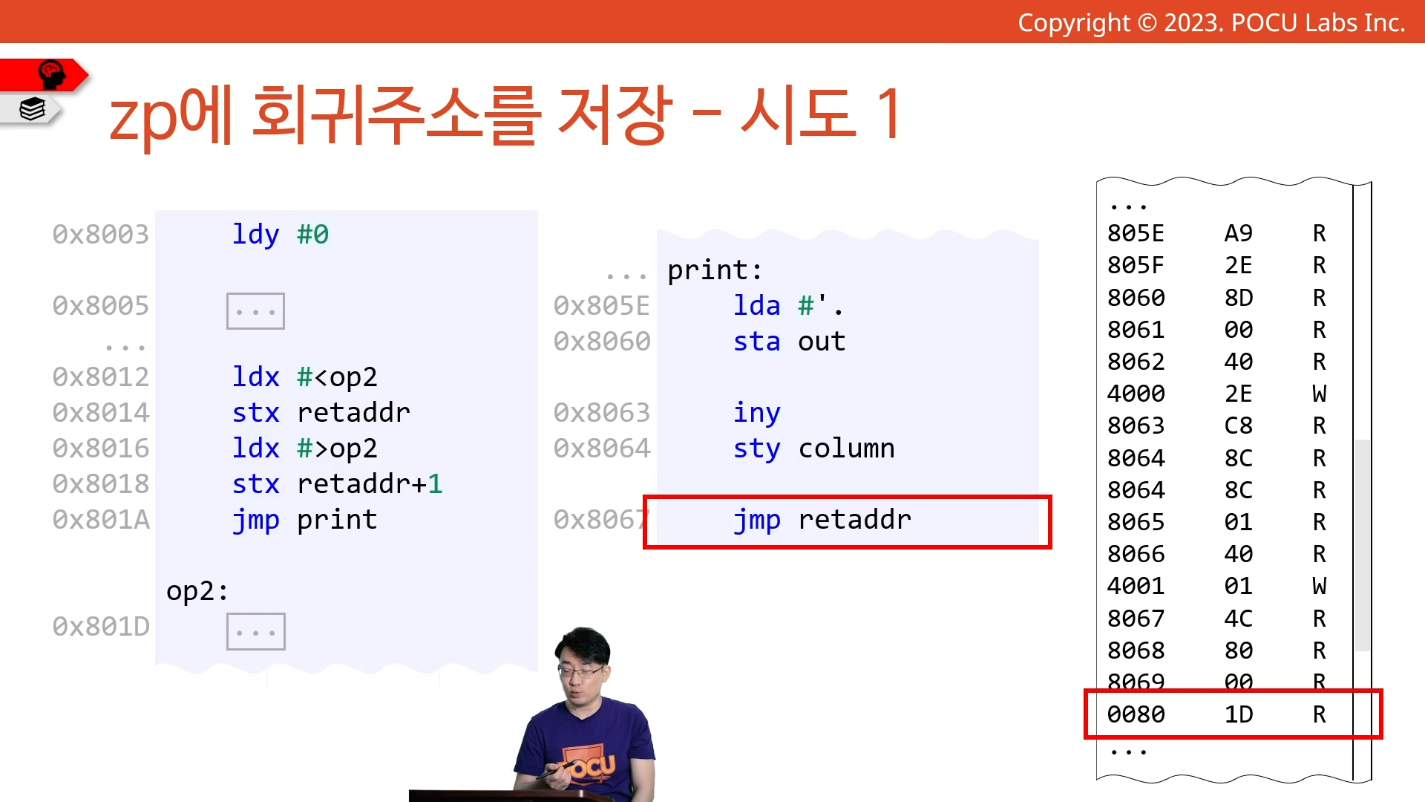 Copyright © 2023. POCU Labs Inc.
zp에 회귀주소를 저장 – 시도 1
0x8003 ldy #0
0x8005 ...
...
0x8012 ldx #<op2
0x8014 stx retaddr
0x8016 ldx #>op2
0x8018 stx retaddr+1
0x801A jmp print
op2:
0x801D ...
... print:
0x805E lda #'.
0x8060 sta out
0x8063 iny
0x8064 sty column
0x8067 jmp retaddr
...
805E A9 R
805F 2E R
8060 8D R
8061 00 R
8062 40 R
4000 2E W
8063 C8 R
8064 8C R
8064 8C R
8065 01 R
8066 40 R
4001 01 W
8067 4C R
8068 80 R
8069 00 R
0080 1D R
...
POCU